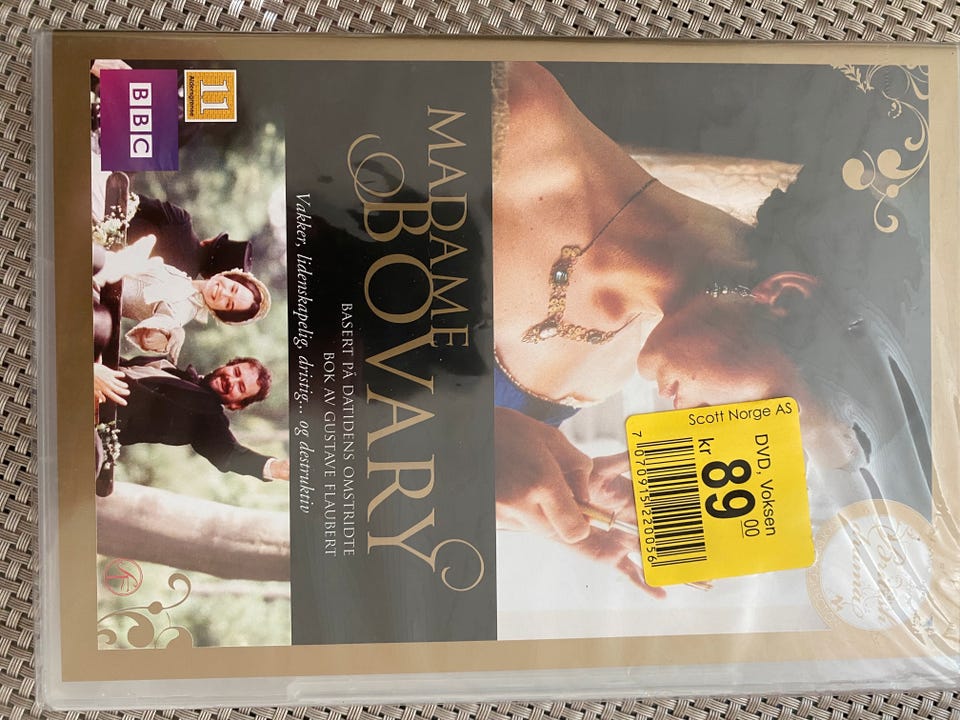 Scott Norge AS
DVD, Voksen
kr 89 00
7 070915 220056
MADAME
BOVARY
BASERT PÅ DATIDENS OMSTRIDTE
BOK AV GUSTAVE FLAUBERT
Vakker, lidenskapelig, dristig... og destruktiv
11
Aldersgrense
BBC